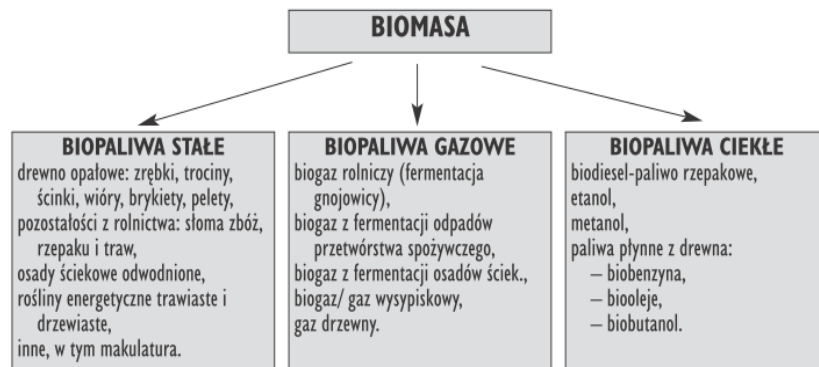 BIOMASA
BIOPALIWA STAŁE
drewno opałowe: zrębki, trociny,
ścinki, wióry, brykiety, pelety,
pozostałości z rolnictwa: słoma zbóż,
rzepaku i traw,
osady ściekowe odwodnione,
rośliny energetyczne trawiaste i
drzewiaste,
inne, w tym makulatura.
BIOPALIWA GAZOWE
biogaz rolniczy (fermentacja
gnojowicy),
biogaz z fermentacji odpadów
przetwórstwa spożywczego,
biogaz z fermentacji osadów ściek.,
biogaz/ gaz wysypiskowy,
gaz drzewny.
BIOPALIWA CIEKŁE
biodiesel-paliwo rzepakowe,
etanol,
metanol,
paliwa płynne z drewna:
– biobenzyna,
– biooleje,
– biobutanol.